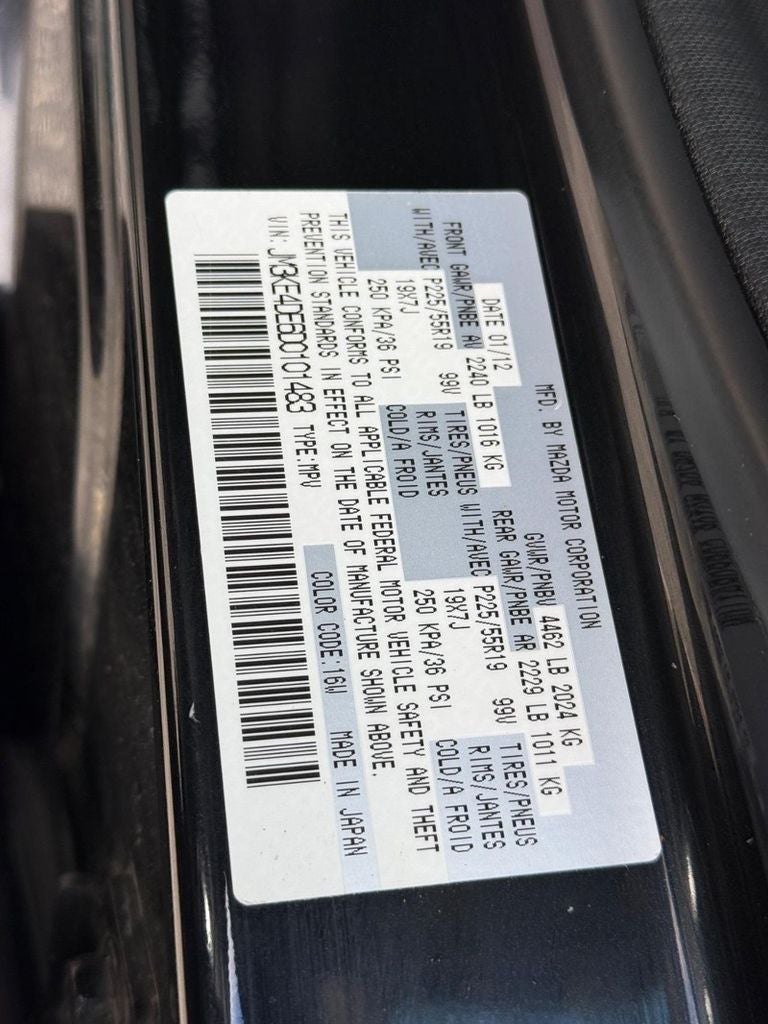 MFD. BY MAZDA MOTOR CORPORATION
DATE 01/12 GVWR/PNBV 4462 LB 2024 KG
FRONT GAWR/PNBE AV 2240 LB 1016 KG REAR GAWR/PNBE AR 2229 LB 1011 KG
WITH/AVEC P225/55R19 99V TIRES/PNEUS WITH/AVEC P225/55R19 99V TIRES/PNEUS
19X7J RIMS/JANTES 19X7J RIMS/JANTES
250 KPA/36 PSI COLD/A FROID 250 KPA/36 PSI COLD/A FROID
THIS VEHICLE CONFORMS TO ALL APPLICABLE FEDERAL MOTOR VEHICLE SAFETY AND THEFT
PREVENTION STANDARDS IN EFFECT ON THE DATE OF MANUFACTURE SHOWN ABOVE.
VIN: JM3KE4DE6D0101483 TYPE:MPV COLOR CODE:16W MADE IN JAPAN